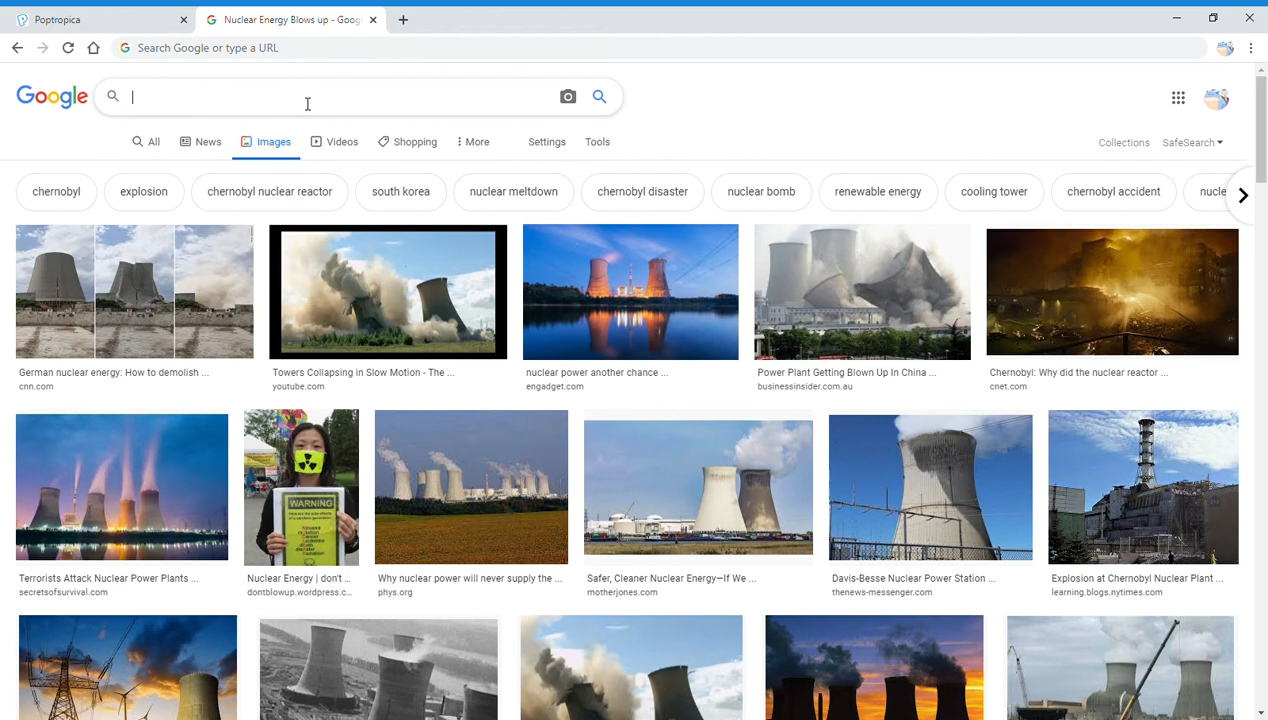 Poptropica
Nuclear Energy Blows up - Goog
Search Google or type a URL
Google
All News Images Videos Shopping More Settings Tools Collections SafeSearch
chernobyl explosion chernobyl nuclear reactor south korea nuclear meltdown chernobyl disaster nuclear bomb renewable energy cooling tower chernobyl accident nucle
German nuclear energy: How to demolish ...
cnn.com
Towers Collapsing in Slow Motion - The ...
youtube.com
nuclear power another chance ...
engadget.com
Power Plant Getting Blown Up In China ...
businessinsider.com.au
Chernobyl: Why did the nuclear reactor ...
cnet.com
WARNING
Terrorists Attack Nuclear Power Plants ...
secretsofsurvival.com
Nuclear Energy | don't ...
dontblowup.wordpress.c...
Why nuclear power will never supply the ...
phys.org
Safer, Cleaner Nuclear Energy—If We ...
motherjones.com
Davis-Besse Nuclear Power Station ...
thenews-messenger.com
Explosion at Chernobyl Nuclear Plant ...
learning.blogs.nytimes.com